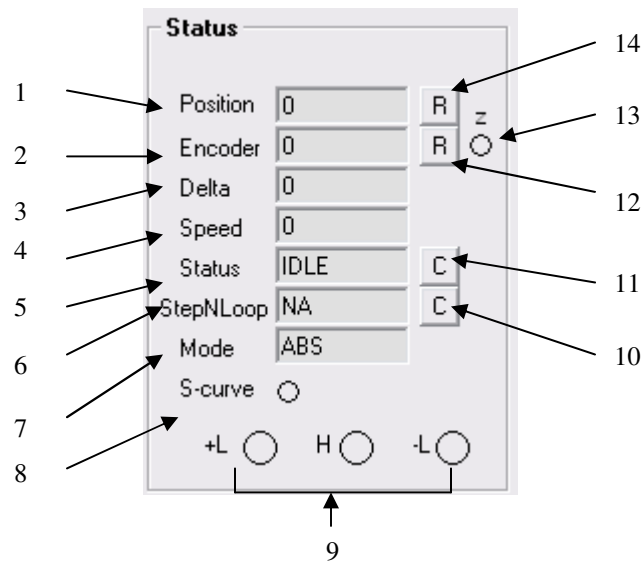 Status
14
1 Position 0 R z 13
2 Encoder 0 R
3 Delta 0 12
4 Speed 0
5 Status IDLE C 11
6 StepNLoop NA C 10
7 Mode ABS
8 S-curve
+L H -L
9